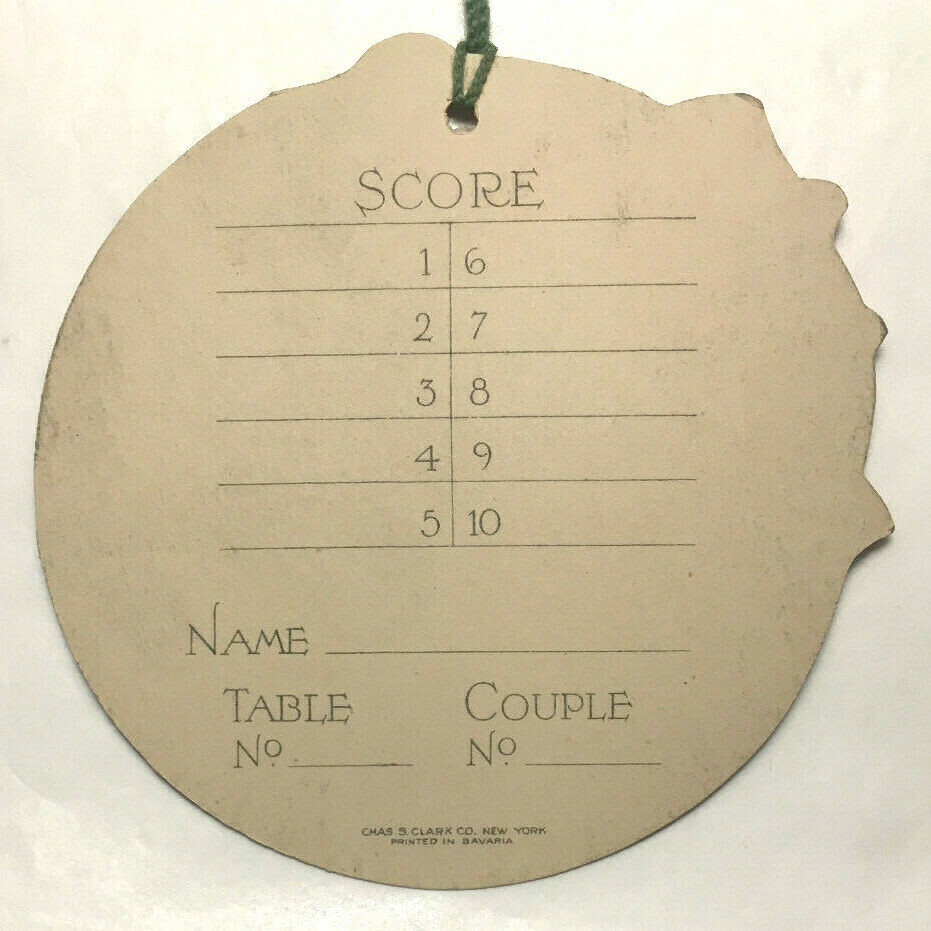 SCORE
1 6
2 7
3 8
4 9
5 10
NAME
TABLE COUPLE
No. No.
CHAS. S. CLARK CO. NEW YORK
PRINTED IN BAVARIA